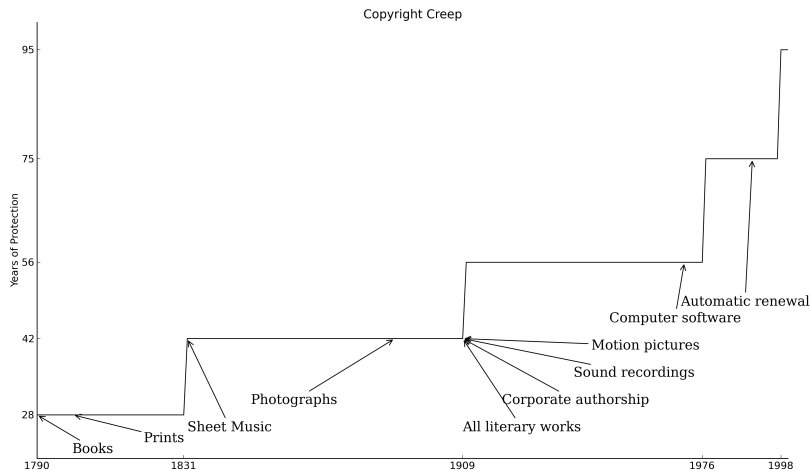 Copyright Creep
Years of Protection
95
75
56
42
28
Automatic renewal
Computer software
Motion pictures
Sound recordings
Photographs
Corporate authorship
Sheet Music
All literary works
Prints
Books
1790
1831
1909
1976
1998